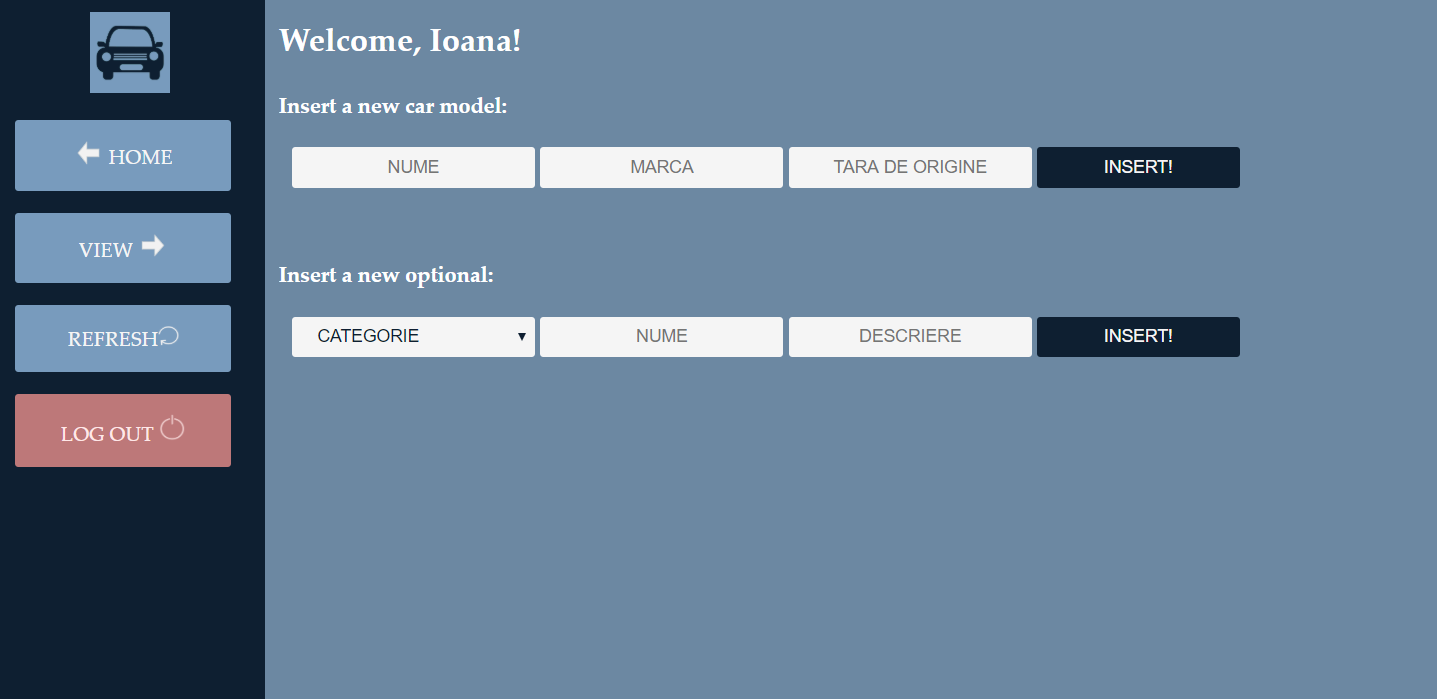 HOME
VIEW
REFRESH
LOG OUT
Welcome, Ioana!
Insert a new car model:
NUME MARCA TARA DE ORIGINE INSERT!
Insert a new optional:
CATEGORIE NUME DESCRIERE INSERT!